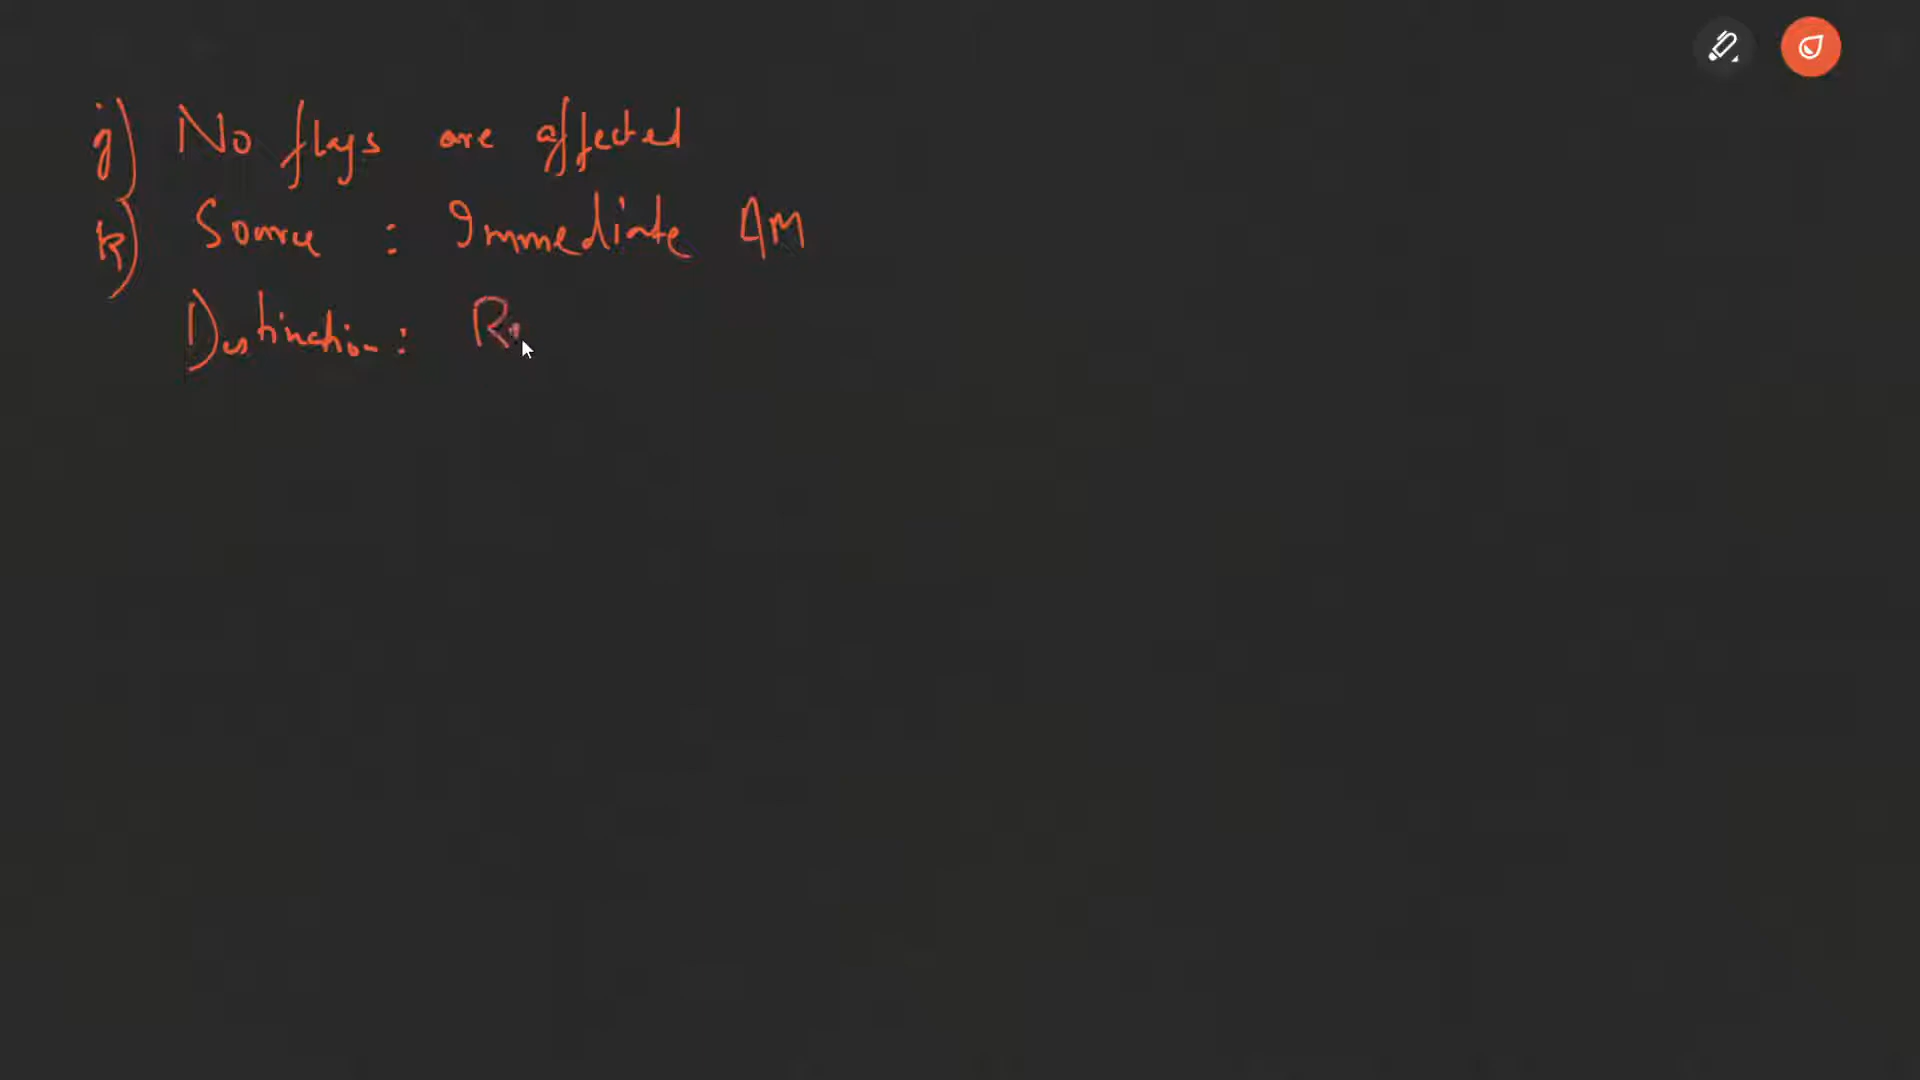 j) No flags are affected
k) Source : Immediate AM
Destination : R